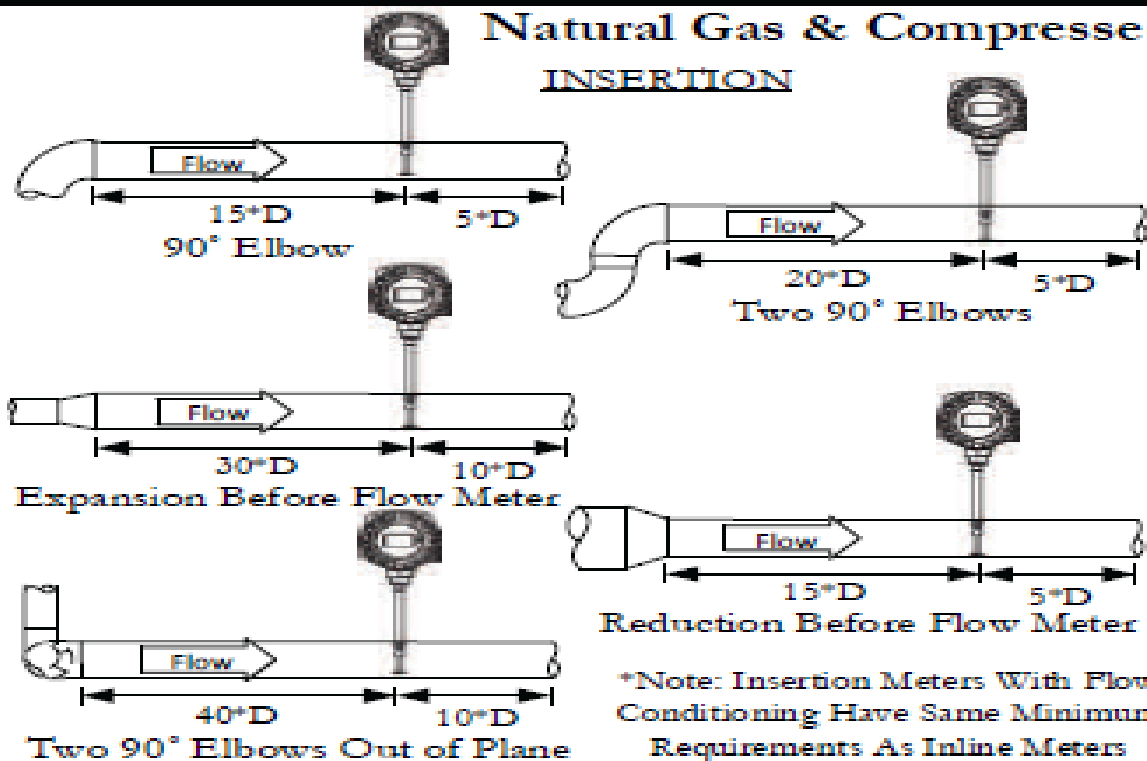 Natural Gas & Compresse
INSERTION
Flow
15*D 5*D
90° Elbow
Flow
20*D 5*D
Two 90° Elbows
Flow
30*D 10*D
Expansion Before Flow Meter
Flow
15*D 5*D
Reduction Before Flow Meter
Flow
40*D 10*D
Two 90° Elbows Out of Plane
*Note: Insertion Meters With Flow
Conditioning Have Same Minimum
Requirements As Inline Meters